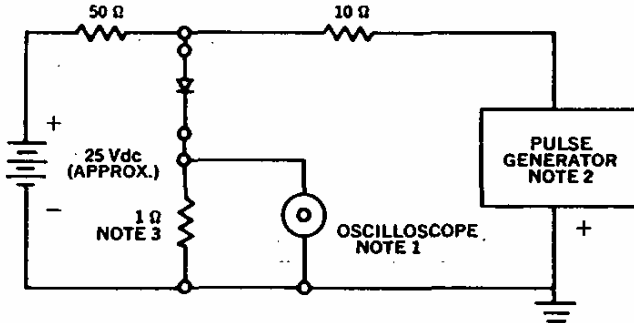 50 Ω
10 Ω
+
25 Vdc
(APPROX.)
−
1 Ω
NOTE 3
OSCILLOSCOPE
NOTE 1
PULSE
GENERATOR
NOTE 2
+